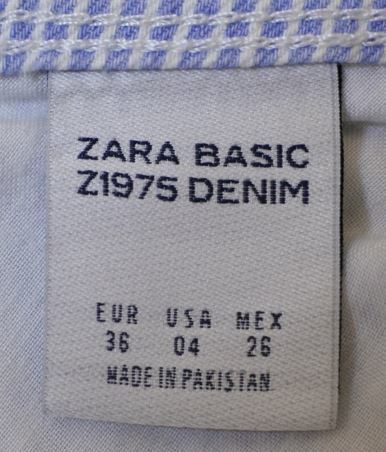 ZARA BASIC
Z1975 DENIM
EUR USA MEX
36 04 26
MADE IN PAKISTAN